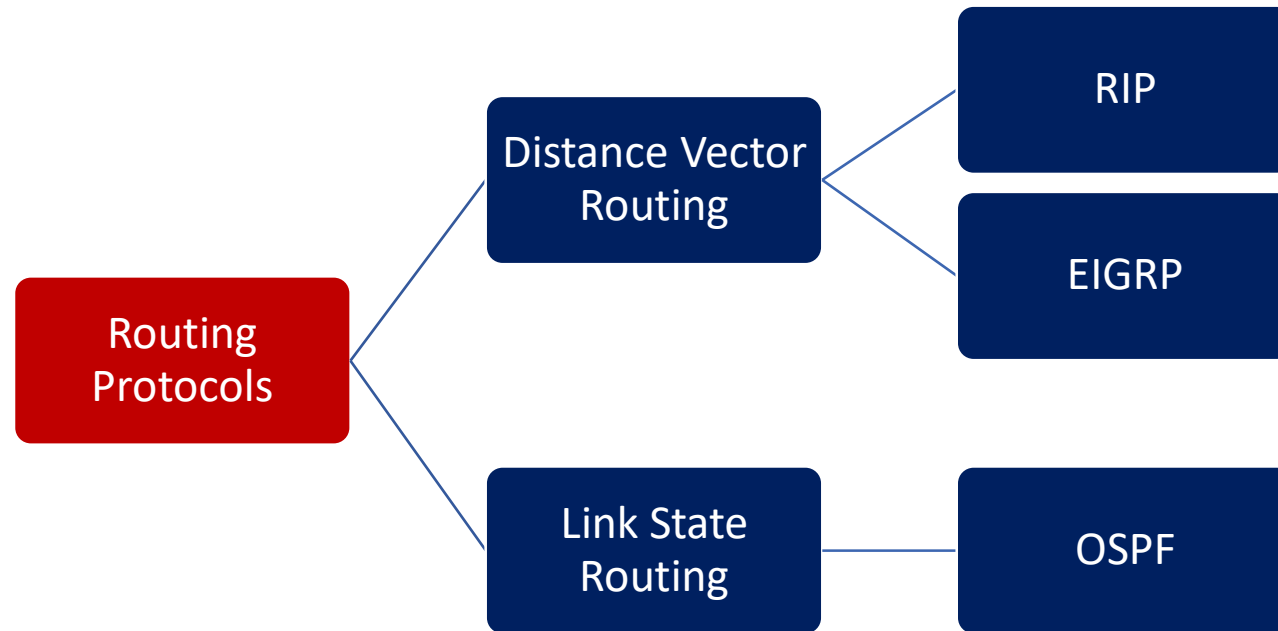 Routing
Protocols
Distance Vector
Routing
RIP
EIGRP
Link State
Routing
OSPF